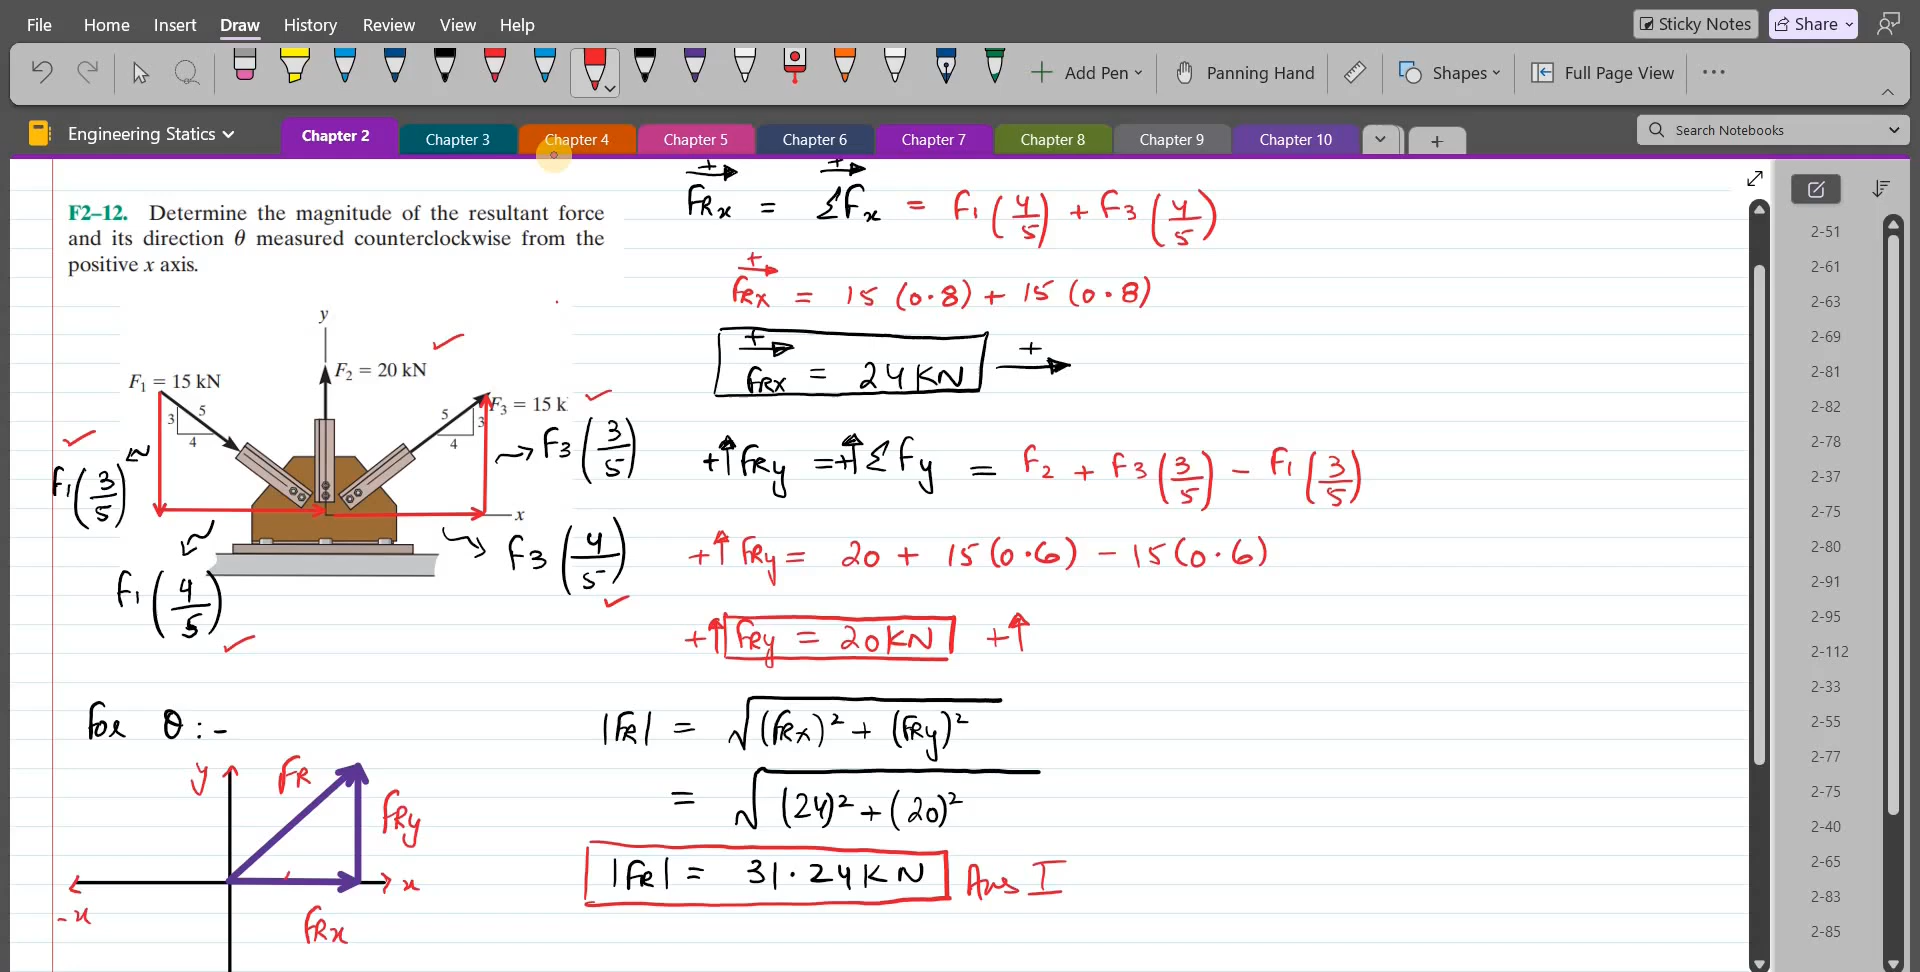 File Home Insert Draw History Review View Help
Sticky Notes Share
Add Pen Panning Hand Shapes Full Page View
Engineering Statics Chapter 2 Chapter 3 Chapter 4 Chapter 5 Chapter 6 Chapter 7 Chapter 8 Chapter 9 Chapter 10 + Search Notebooks
F2–12. Determine the magnitude of the resultant force
and its direction θ measured counterclockwise from the
positive x axis.
y
F₂ = 20 kN
F₁ = 15 kN
F₃ = 15 k
3 5 4
5 3 4
x
F₁(3/5)
F₃(3/5)
F₁(4/5)
F₃(4/5)
FRx = ΣFx = F₁(4/5) + F₃(4/5)
FRx = 15 (0.8) + 15 (0.8)
FRx = 24 KN +
+↑FRy = +↑ΣFy = F₂ + F₃(3/5) − F₁(3/5)
+↑FRy = 20 + 15(0.6) − 15(0.6)
+↑FRy = 20 KN +↑
|FR| = √(FRx)² + (FRy)²
= √(24)² + (20)²
|FR| = 31.24 KN Ans I
For θ :-
y FR
FRy
x
-x
FRx
2-51
2-61
2-63
2-69
2-81
2-82
2-78
2-37
2-75
2-80
2-91
2-95
2-112
2-33
2-55
2-77
2-75
2-40
2-65
2-83
2-85